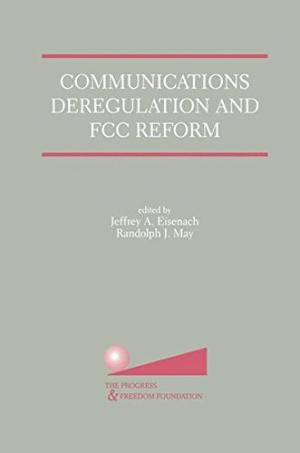 COMMUNICATIONS
DEREGULATION AND
FCC REFORM
edited by
Jeffrey A. Eisenach
Randolph J. May
THE PROGRESS
& FREEDOM FOUNDATION